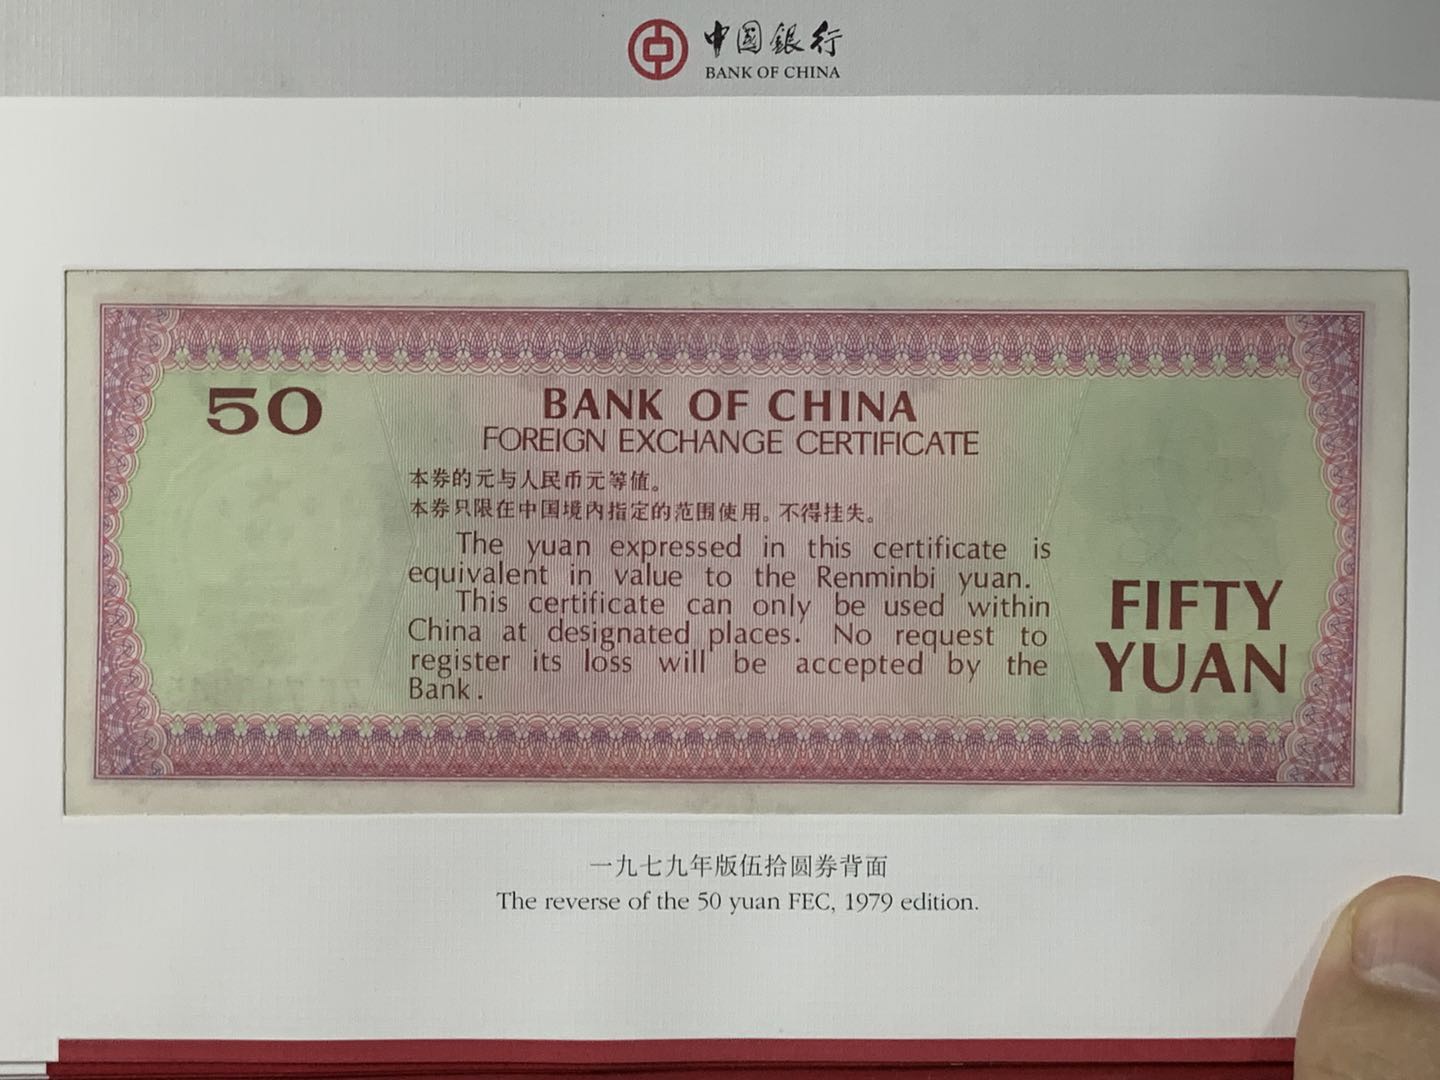 中国銀行
BANK OF CHINA
50
BANK OF CHINA
FOREIGN EXCHANGE CERTIFICATE
本券的元与人民币元等值。
本券只限在中国境内指定的范围使用。不得挂失。
The yuan expressed in this certificate is
equivalent in value to the Renminbi yuan.
This certificate can only be used within
China at designated places. No request to
register its loss will be accepted by the
Bank.
FIFTY
YUAN
一九七九年版伍拾圆券背面
The reverse of the 50 yuan FEC, 1979 edition.